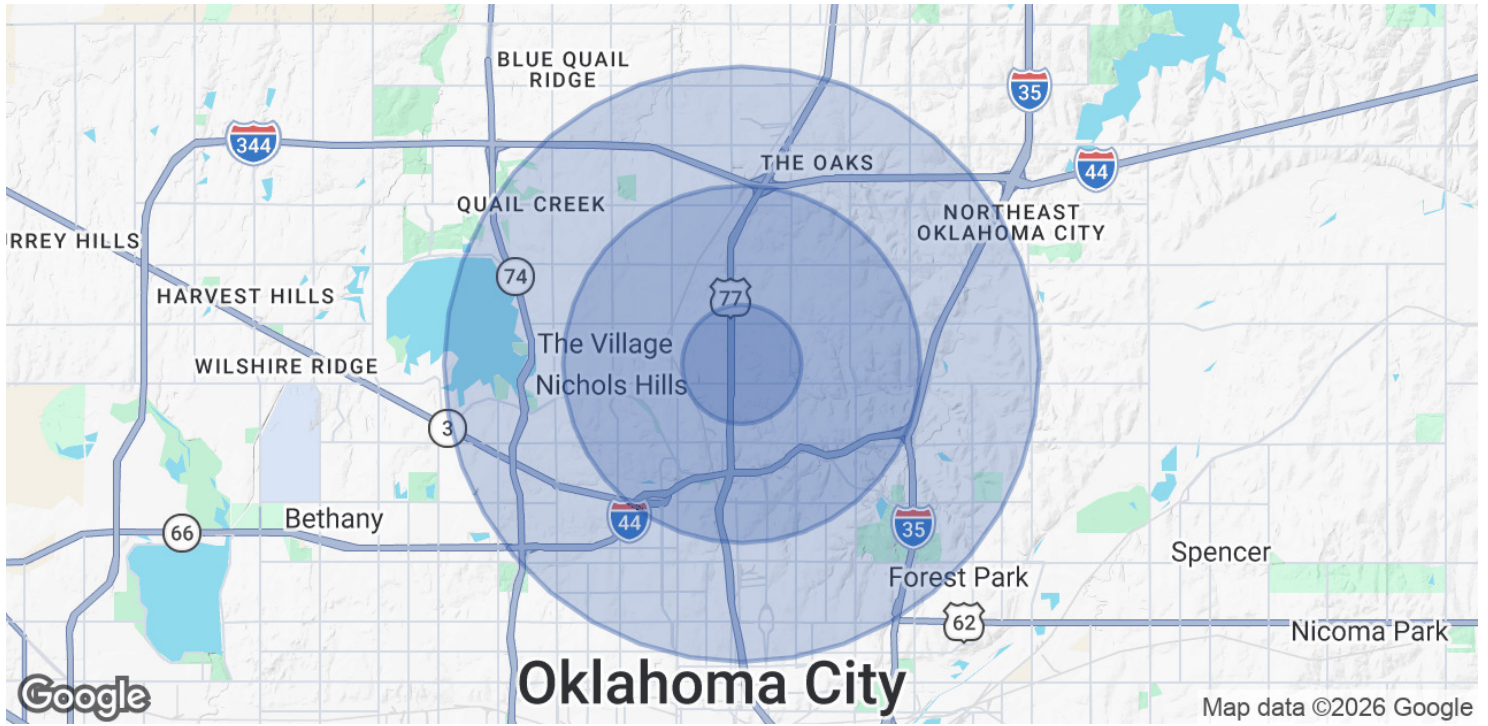 BLUE QUAIL
RIDGE
35
344
THE OAKS
44
QUAIL CREEK
NORTHEAST
OKLAHOMA CITY
URREY HILLS
74
HARVEST HILLS
77
The Village
WILSHIRE RIDGE
Nichols Hills
3
Bethany
66
44
35
Spencer
Forest Park
62
Nicoma Park
Oklahoma City
Google
Map data ©2026 Google